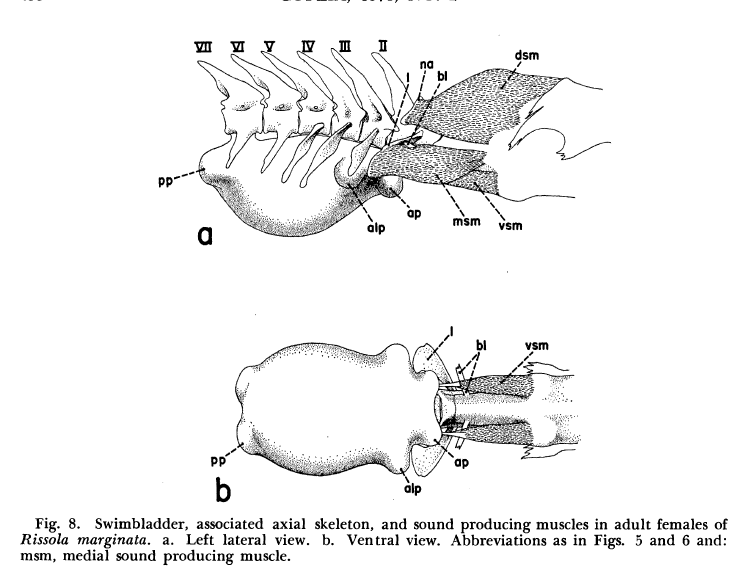 VII VI V IV III II
l na bl dsm
pp
alp ap msm vsm
a
l
bl vsm
pp
alp ap
b
Fig. 8. Swimbladder, associated axial skeleton, and sound producing muscles in adult females of
Rissola marginata. a. Left lateral view. b. Ventral view. Abbreviations as in Figs. 5 and 6 and:
msm, medial sound producing muscle.